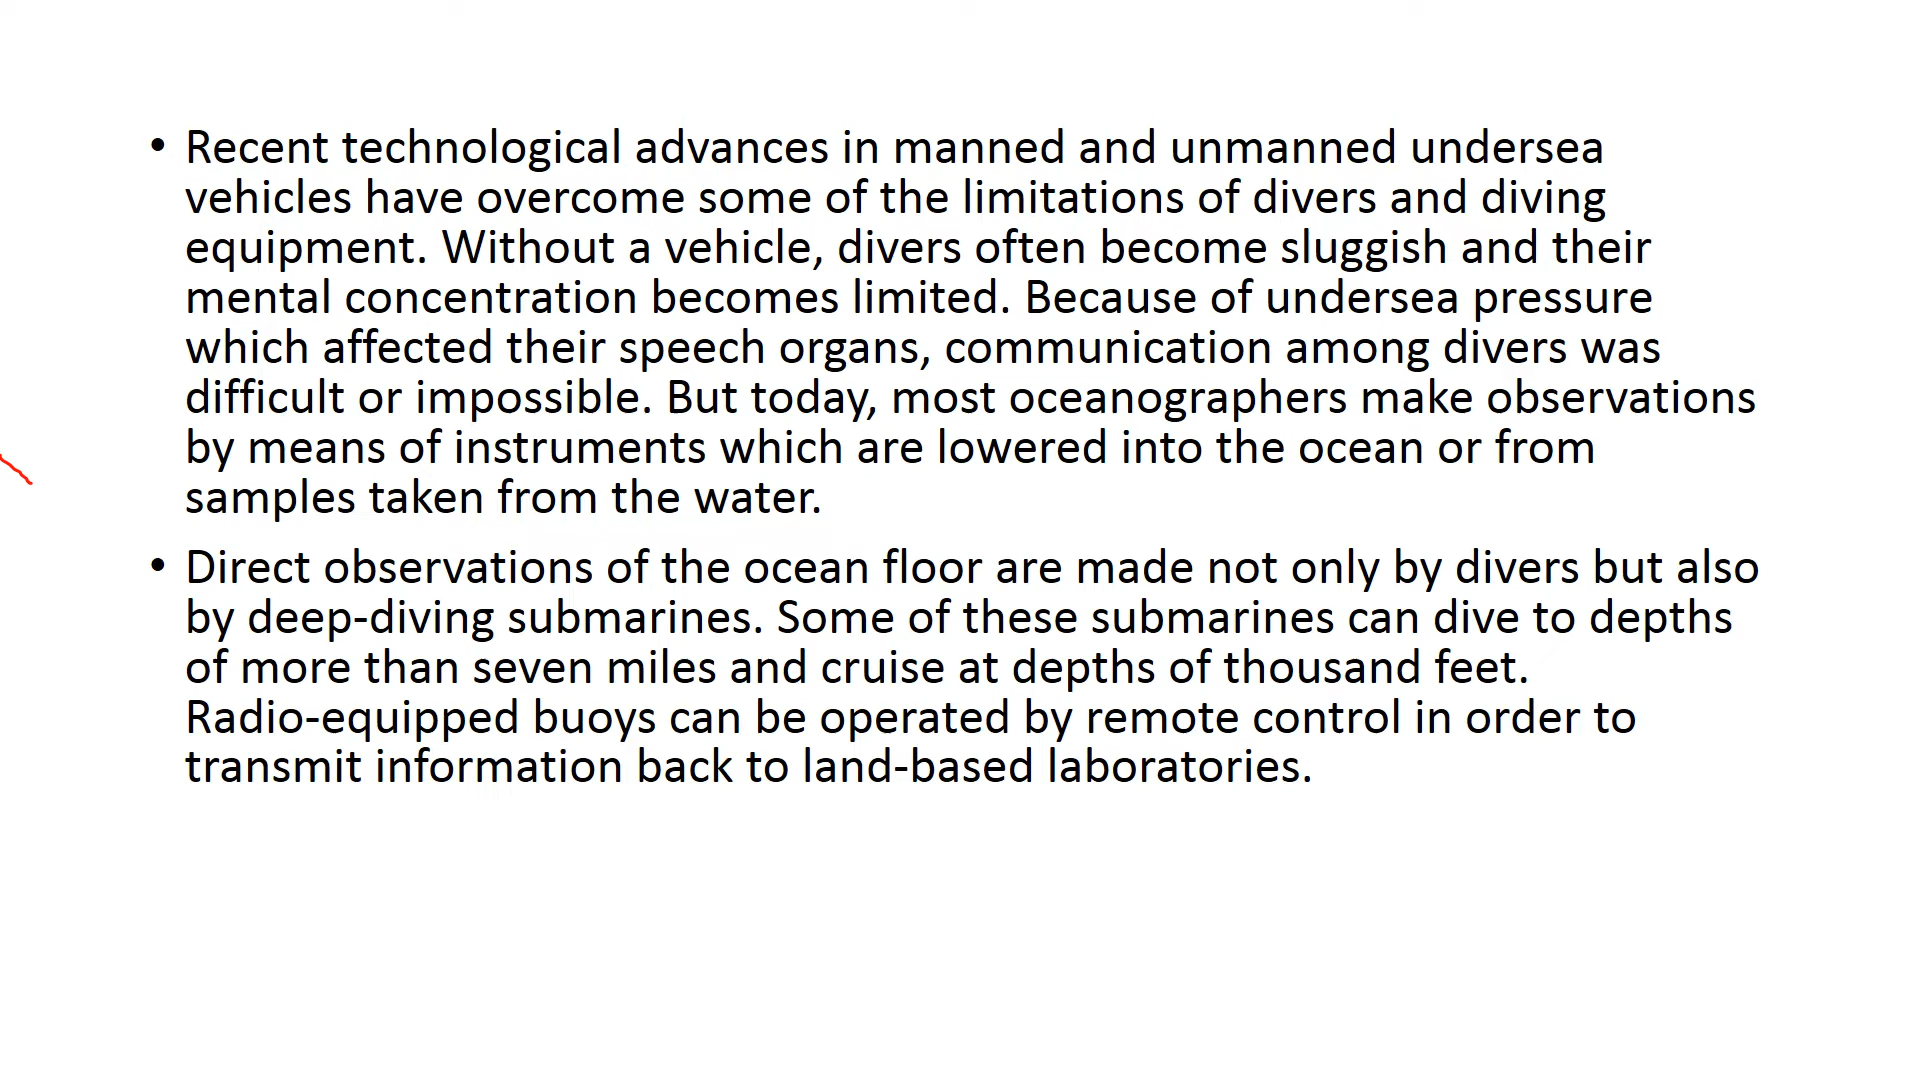 • Recent technological advances in manned and unmanned undersea
vehicles have overcome some of the limitations of divers and diving
equipment. Without a vehicle, divers often become sluggish and their
mental concentration becomes limited. Because of undersea pressure
which affected their speech organs, communication among divers was
difficult or impossible. But today, most oceanographers make observations
by means of instruments which are lowered into the ocean or from
samples taken from the water.
• Direct observations of the ocean floor are made not only by divers but also
by deep-diving submarines. Some of these submarines can dive to depths
of more than seven miles and cruise at depths of thousand feet.
Radio-equipped buoys can be operated by remote control in order to
transmit information back to land-based laboratories.